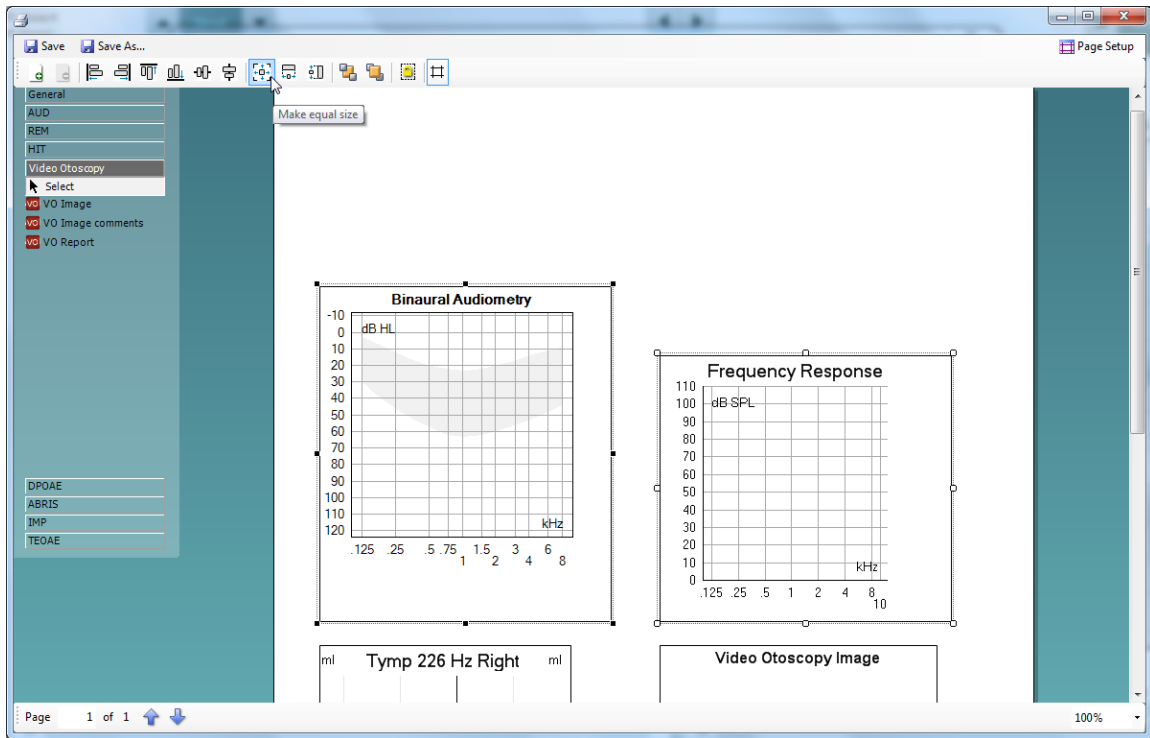 Save Save As... Page Setup
Make equal size
General
AUD
REM
HIT
Video Otoscopy
Select
VO VO Image
VO VO Image comments
VO VO Report
DPOAE
ABRIS
IMP
TEOAE
Binaural Audiometry
dB HL
-10
0
10
20
30
40
50
60
70
80
90
100
110
120
kHz
.125 .25 .5 .75 1.5 3 6
1 2 4 8
Frequency Response
dB SPL
110
100
90
80
70
60
50
40
30
20
10
0
kHz
.125 .25 .5 1 2 4 8
10
ml Tymp 226 Hz Right ml
Video Otoscopy Image
Page 1 of 1 100%